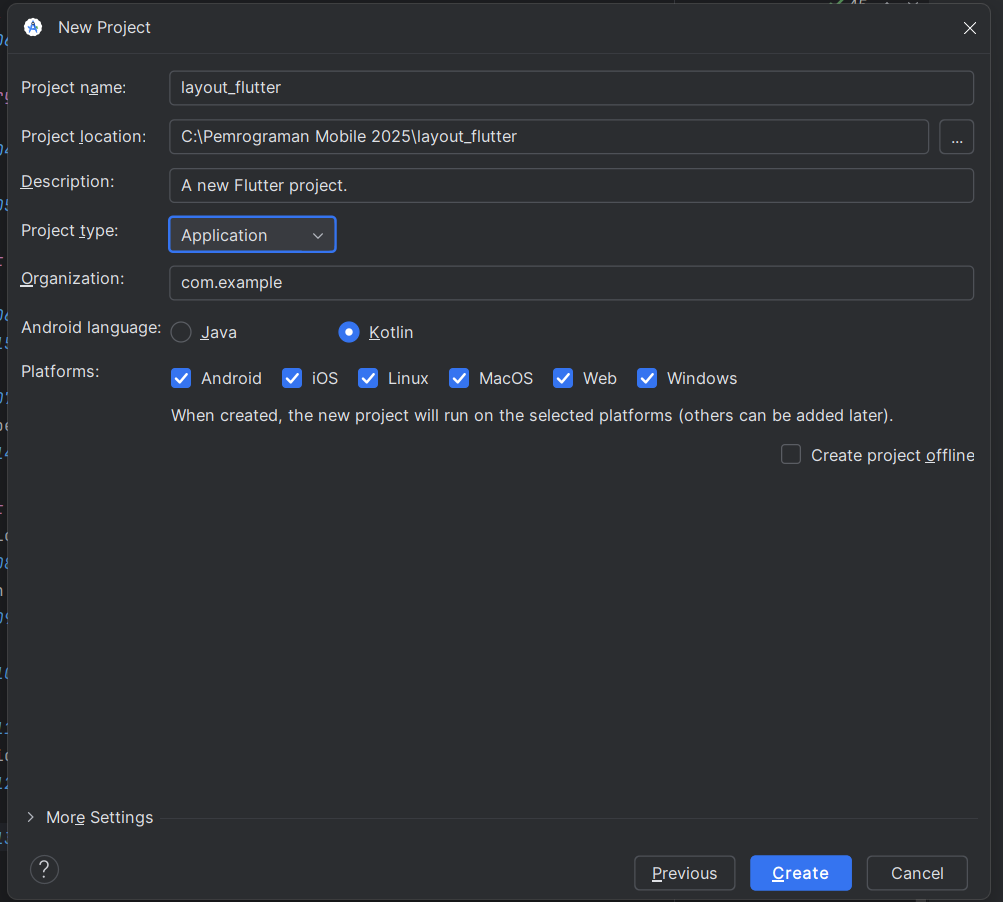 New Project
Project name: layout_flutter
Project location: C:\Pemrograman Mobile 2025\layout_flutter ...
Description: A new Flutter project.
Project type: Application
Organization: com.example
Android language: Java Kotlin
Platforms: Android iOS Linux MacOS Web Windows
When created, the new project will run on the selected platforms (others can be added later).
Create project offline
More Settings
? Previous Create Cancel